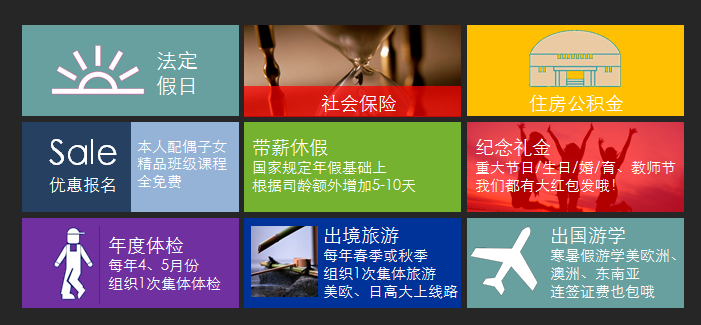 法定
假日
社会保险
住房公积金
Sale
优惠报名
本人配偶子女
精品班级课程
全免费
带薪休假
国家规定年假基础上
根据司龄额外增加5-10天
纪念礼金
重大节日/生日/婚/育、教师节
我们都有大红包发哦！
年度体检
每年4、5月份
组织1次集体体检
出境旅游
每年春季或秋季
组织1次集体旅游
美欧、日高大上线路
出国游学
寒暑假游学美欧洲、
澳洲、东南亚
连签证费也包哦